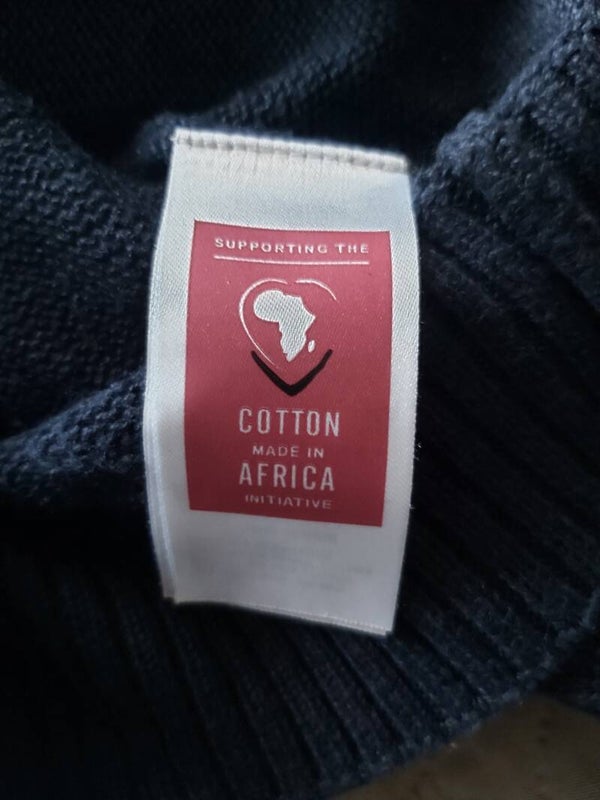 SUPPORTING THE
COTTON
MADE IN
AFRICA
INITIATIVE